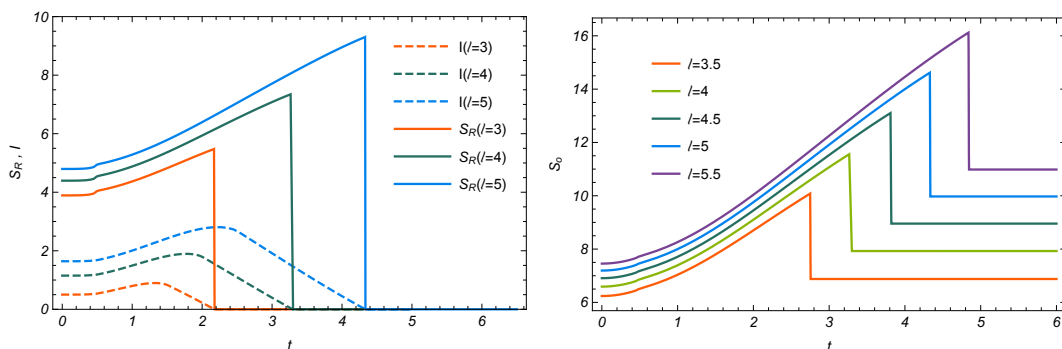 10
8
6
4
2
0
S_R , I
0 1 2 3 4 5 6
t
I(l=3)
I(l=4)
I(l=5)
S_R(l=3)
S_R(l=4)
S_R(l=5)
16
14
12
10
8
6
S_o
0 1 2 3 4 5 6
t
l=3.5
l=4
l=4.5
l=5
l=5.5